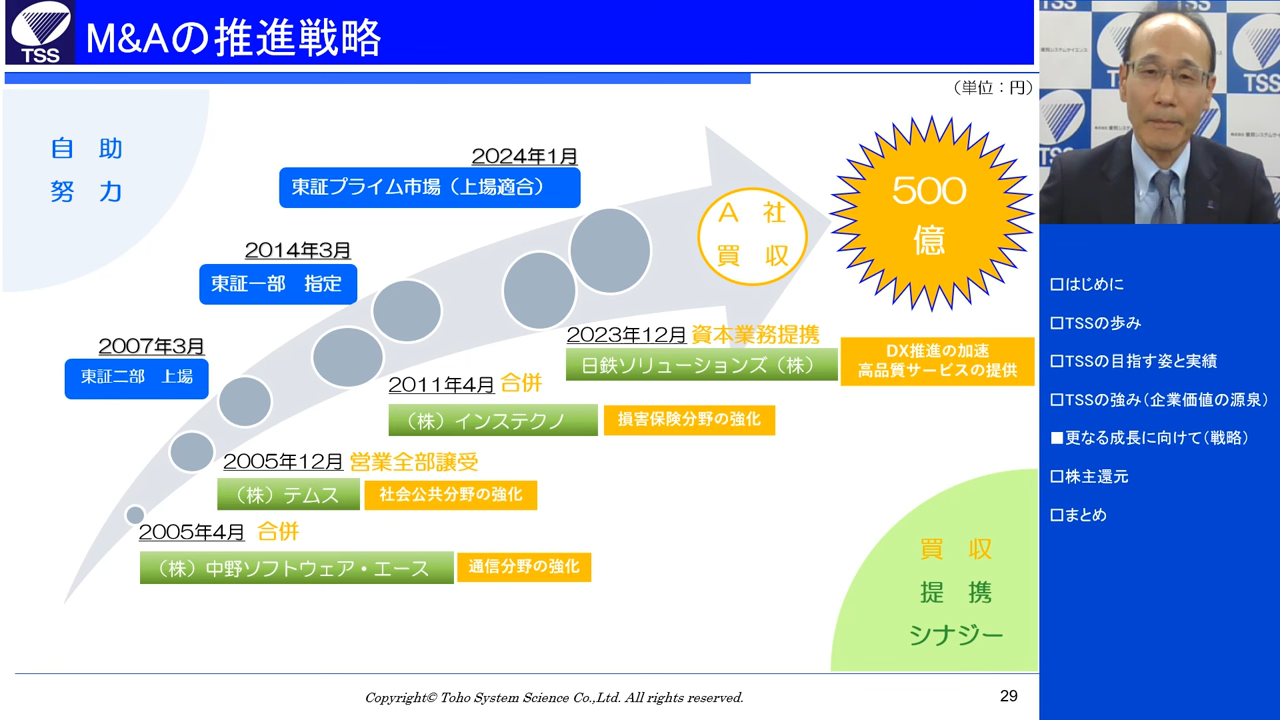 TSS
M&Aの推進戦略
（単位：円）
自　助
努　力
2024年1月
東証プライム市場（上場適合）
2014年3月
東証一部　指定
2007年3月
東証二部　上場
500
億
A　社
買　収
2023年12月 資本業務提携
日鉄ソリューションズ（株）
DX推進の加速
高品質サービスの提供
2011年4月 合併
（株）インステクノ
損害保険分野の強化
2005年12月 営業全部譲受
（株）テムス
社会公共分野の強化
2005年4月 合併
（株）中野ソフトウェア・エース
通信分野の強化
買　収
提　携
シナジー
Copyright© Toho System Science Co.,Ltd. All rights reserved.
29
TSS
TSS
TSS
TSS
□はじめに
□TSSの歩み
□TSSの目指す姿と実績
□TSSの強み（企業価値の源泉）
■更なる成長に向けて（戦略）
□株主還元
□まとめ